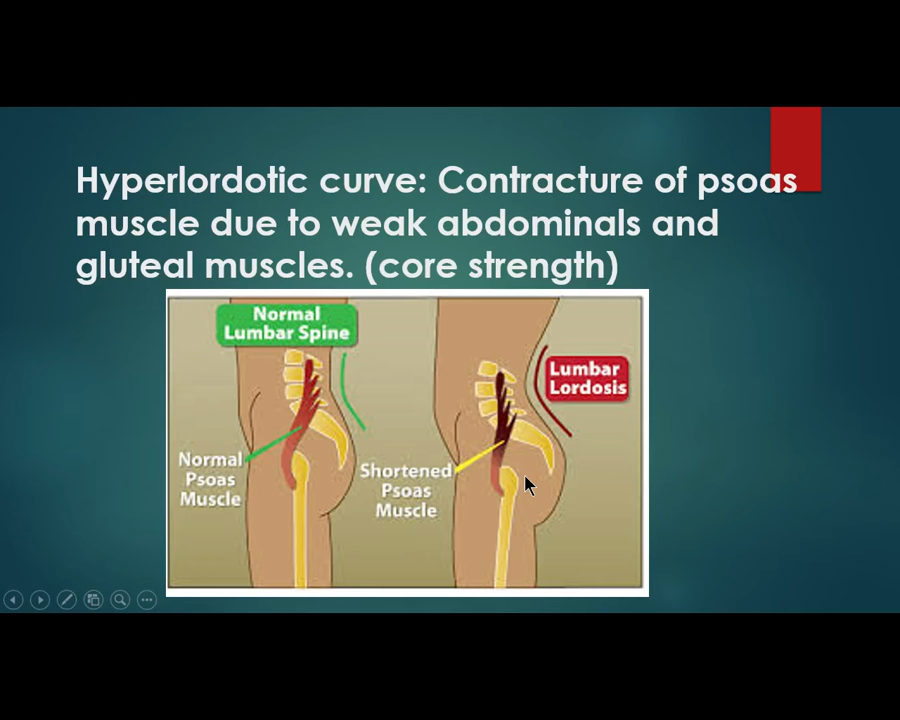 Hyperlordotic curve: Contracture of psoas
muscle due to weak abdominals and
gluteal muscles. (core strength)
Normal
Lumbar Spine
Lumbar
Lordosis
Normal
Psoas
Muscle
Shortened
Psoas
Muscle